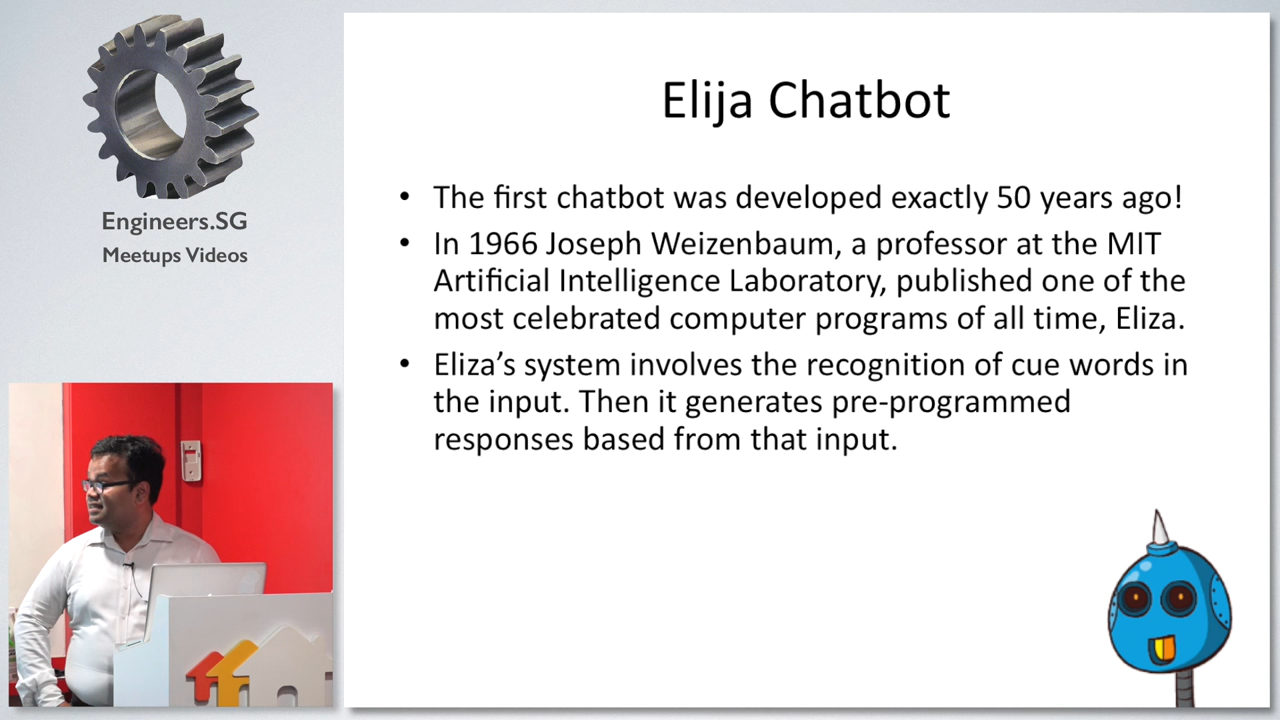 Engineers.SG
Meetups Videos
Elija Chatbot
• The first chatbot was developed exactly 50 years ago!
• In 1966 Joseph Weizenbaum, a professor at the MIT
Artificial Intelligence Laboratory, published one of the
most celebrated computer programs of all time, Eliza.
• Eliza’s system involves the recognition of cue words in
the input. Then it generates pre-programmed
responses based from that input.